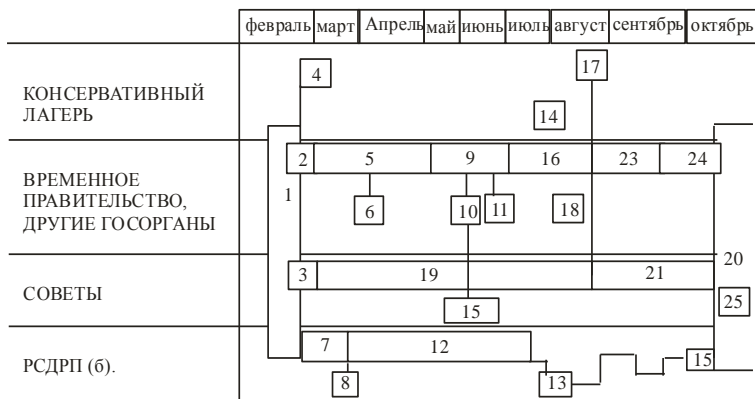 февраль март Апрель май июнь июль август сентябрь октябрь
4
17
КОНСЕРВАТИВНЫЙ
ЛАГЕРЬ
14
2 5 9 16 23 24
ВРЕМЕННОЕ
ПРАВИТЕЛЬСТВО,
ДРУГИЕ ГОСОРГАНЫ
1
6 10 11 18
20
3 19 21
СОВЕТЫ
15
25
7 12
РСДРП (б).
15
8 13